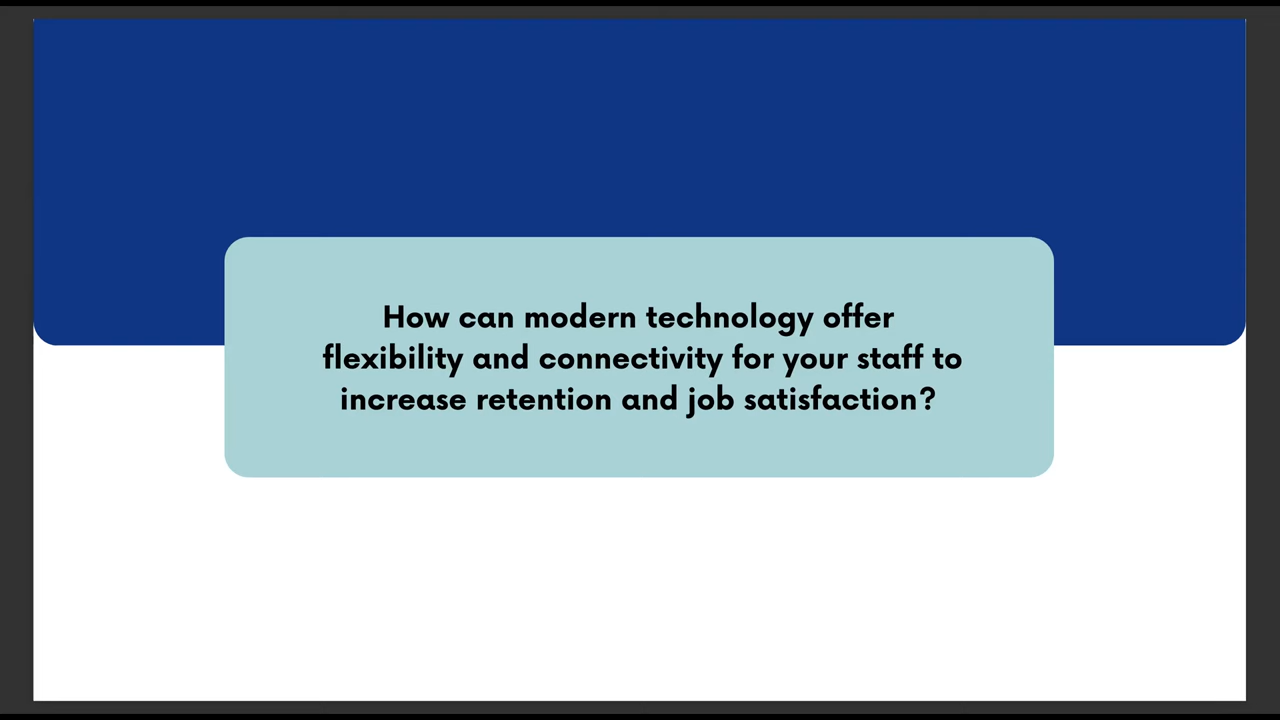 How can modern technology offer
flexibility and connectivity for your staff to
increase retention and job satisfaction?